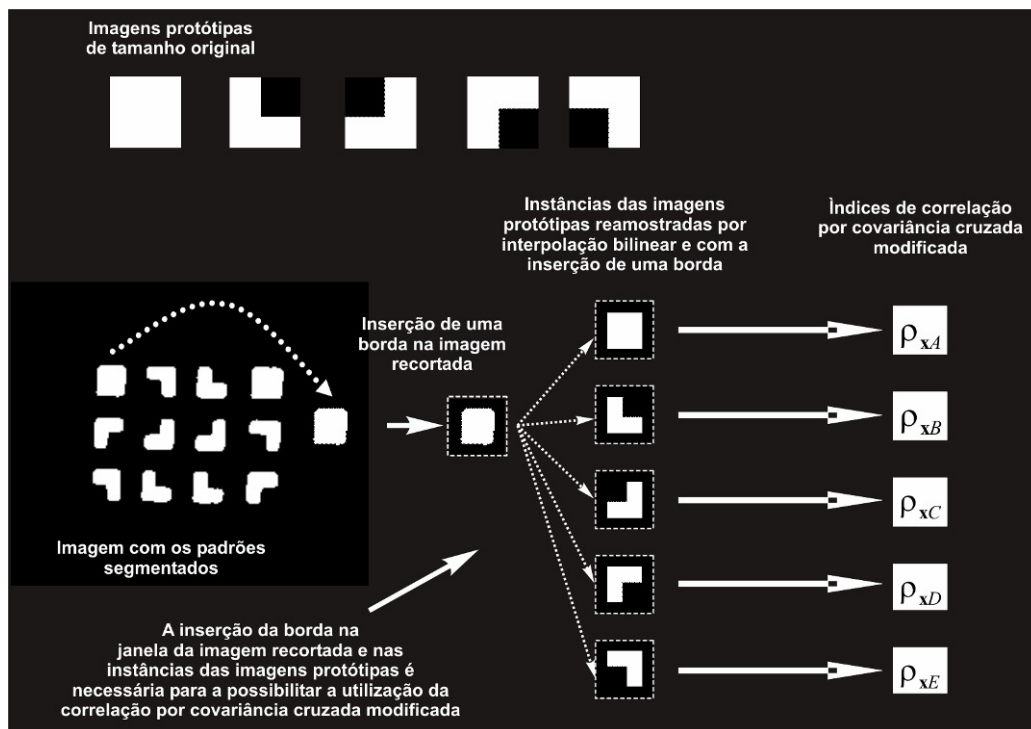 Imagens protótipas
de tamanho original
Instâncias das imagens
protótipas reamostradas por
interpolação bilinear e com a
inserção de uma borda
Ìndices de correlação
por covariância cruzada
modificada
Inserção de uma
borda na imagem
recortada
Imagem com os padrões
segmentados
A inserção da borda na
janela da imagem recortada e nas
instâncias das imagens protótipas é
necessária para a possibilitar a utilização da
correlação por covariância cruzada modificada
ρxA
ρxB
ρxC
ρxD
ρxE